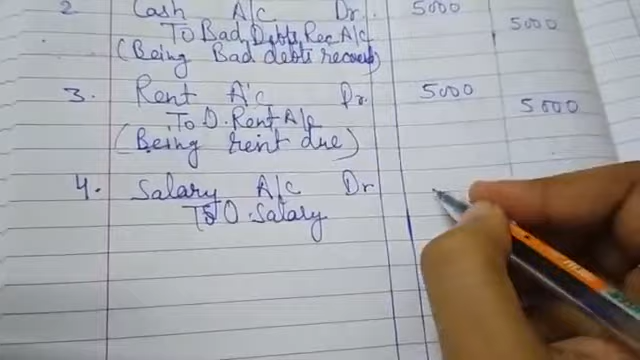 2 Cash A/C Dr. 5000
To Bad Debts Rec A/c 5000
(Being Bad debts recover)
3. Rent A/c Dr. 5000
To O. Rent A/c 5000
(Being rent due)
4. Salary A/c Dr
To O. Salary